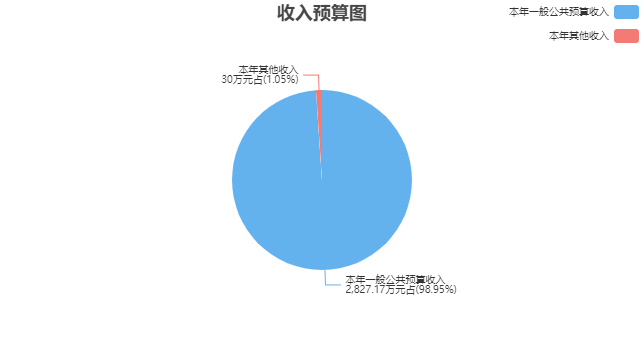 收入预算图
本年一般公共预算收入
本年其他收入
本年其他收入
30万元占(1.05%)
本年一般公共预算收入
2,827.17万元占(98.95%)